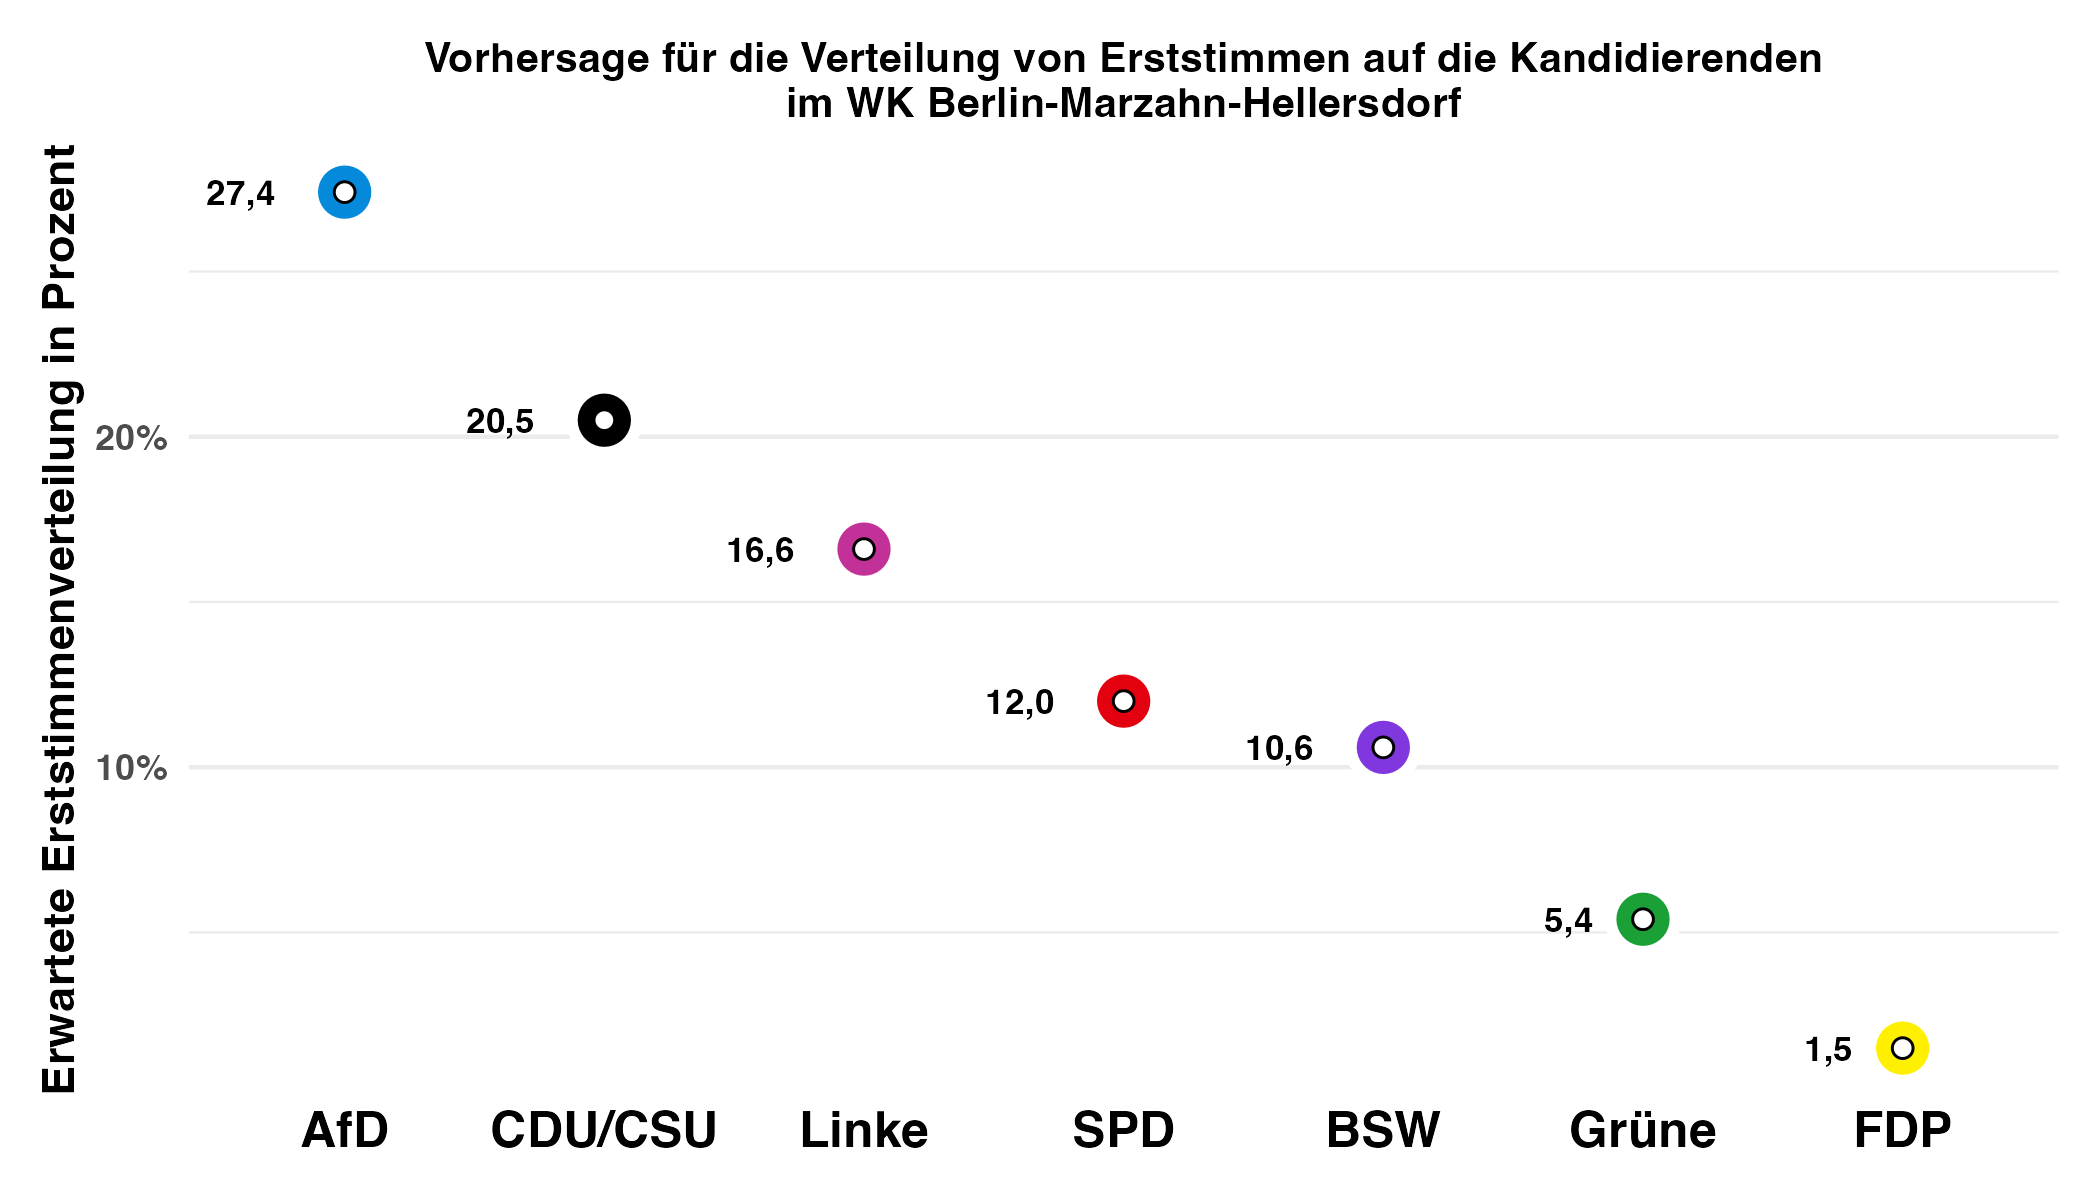 Vorhersage für die Verteilung von Erststimmen auf die Kandidierenden
im WK Berlin-Marzahn-Hellersdorf
Erwartete Erststimmenverteilung in Prozent
27,4
20,5
20%
16,6
12,0
10,6
10%
5,4
1,5
AfD
CDU/CSU
Linke
SPD
BSW
Grüne
FDP